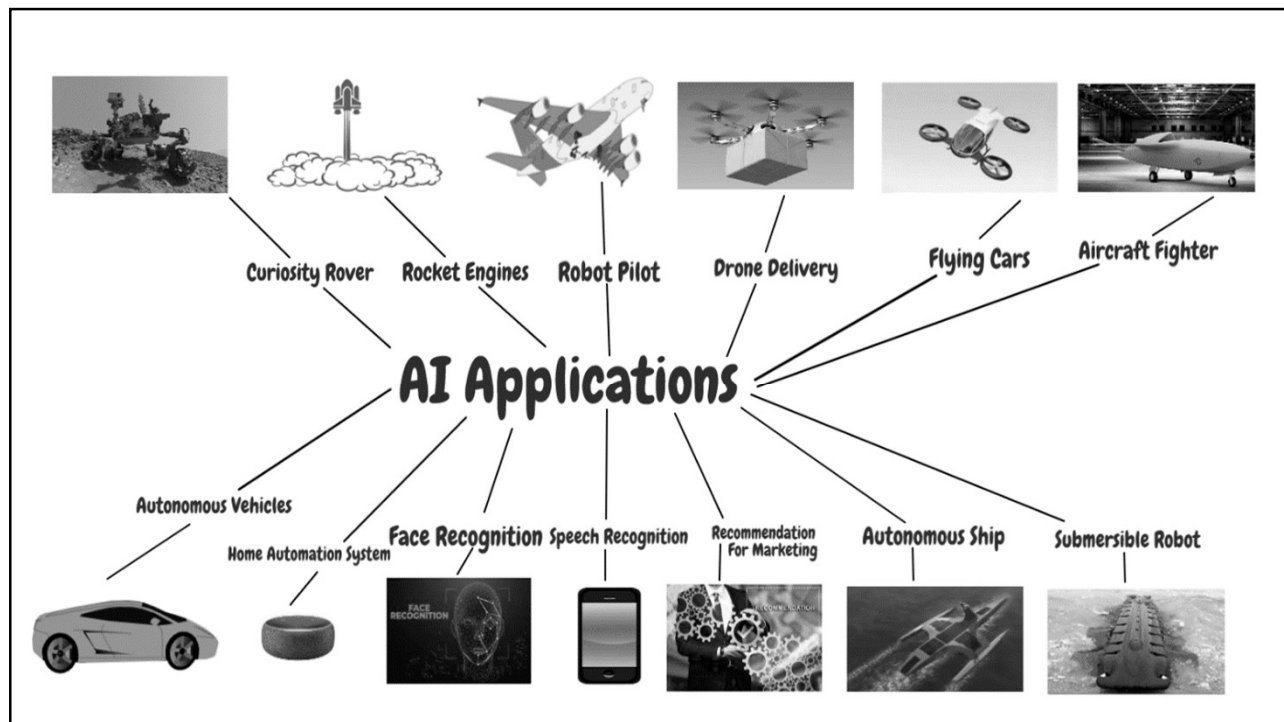 Curiosity Rover
Rocket Engines
Robot Pilot
Drone Delivery
Flying Cars
Aircraft Fighter
AI Applications
Autonomous Vehicles
Home Automation System
Face Recognition
Speech Recognition
Recommendation
For Marketing
Autonomous Ship
Submersible Robot
FACE
RECOGNITION
RECOMMENDATION